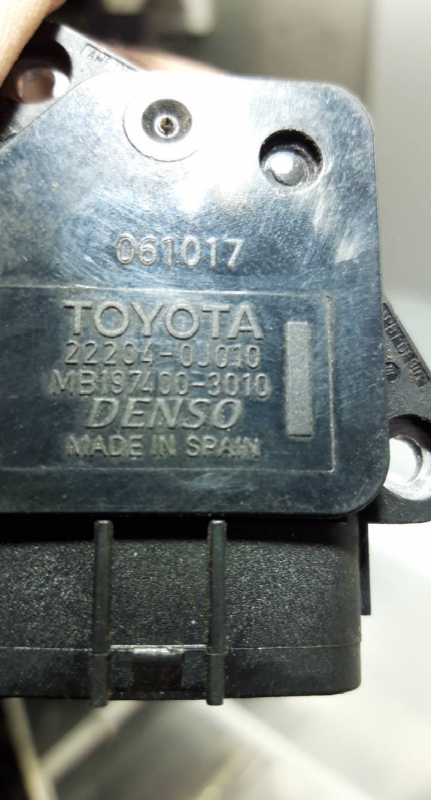 061017
TOYOTA
22204-0J010
MB197400-3010
DENSO
MADE IN SPAIN